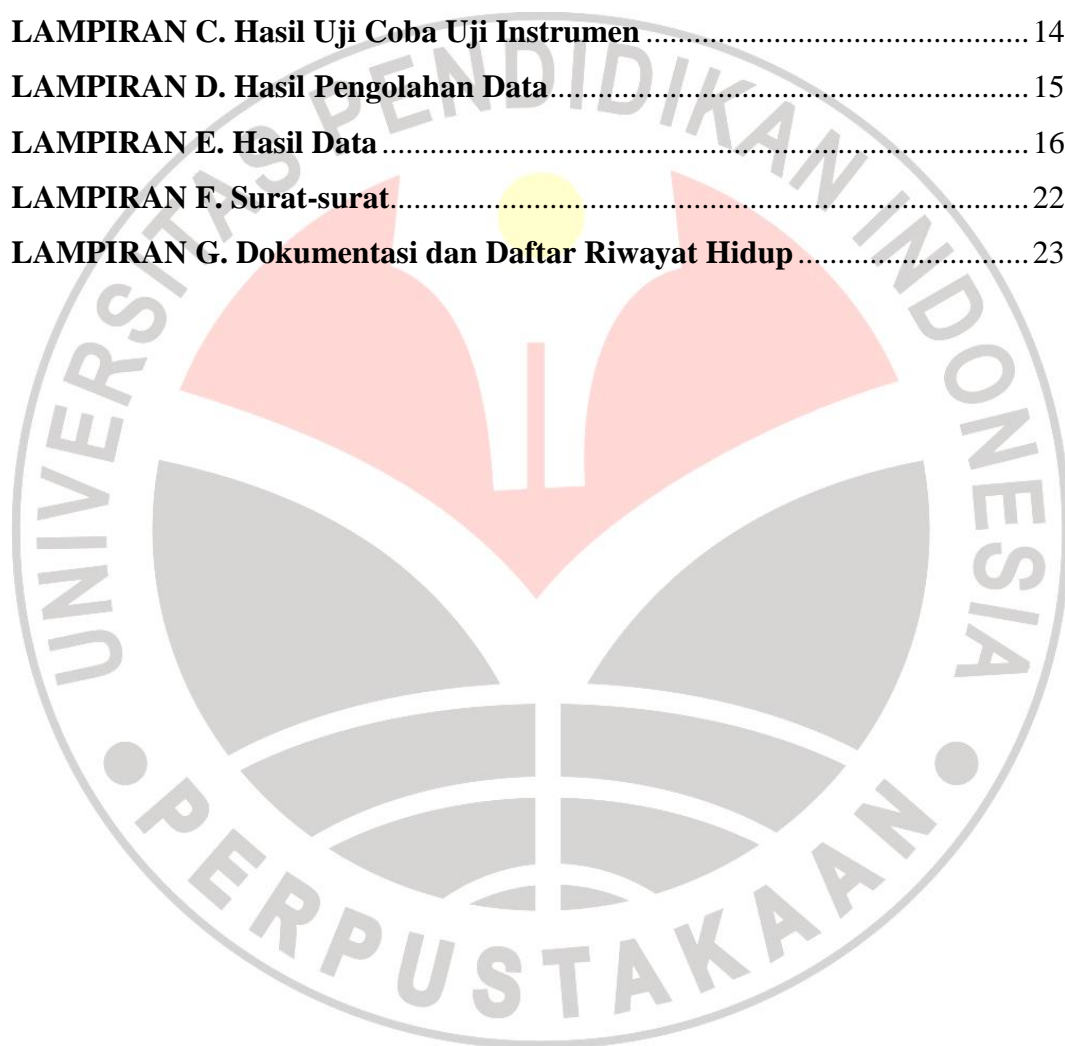 LAMPIRAN C. Hasil Uji Coba Uji Instrumen ................................................ 14
LAMPIRAN D. Hasil Pengolahan Data ............................................................ 15
LAMPIRAN E. Hasil Data ................................................................................. 16
LAMPIRAN F. Surat-surat ................................................................................ 22
LAMPIRAN G. Dokumentasi dan Daftar Riwayat Hidup ............................. 23
UNIVERSITAS PENDIDIKAN INDONESIA
PERPUSTAKAAN